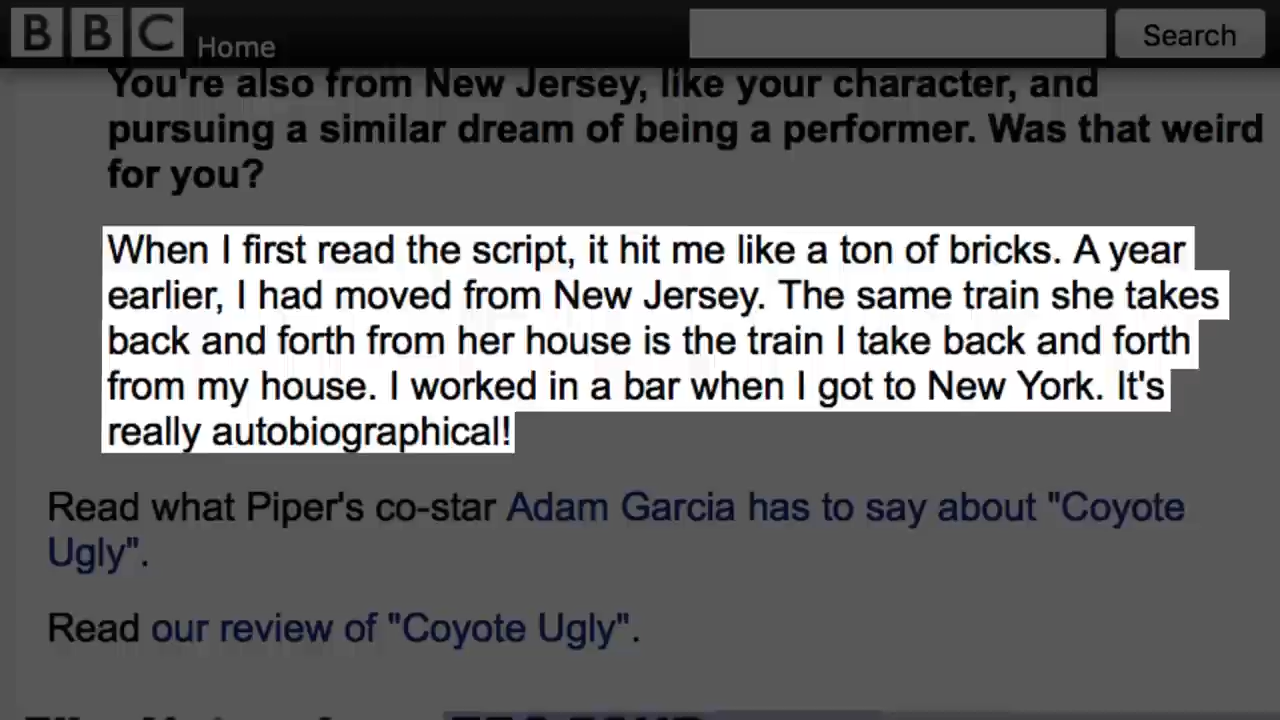 BBC Home Search
You're also from New Jersey, like your character, and
pursuing a similar dream of being a performer. Was that weird
for you?
When I first read the script, it hit me like a ton of bricks. A year
earlier, I had moved from New Jersey. The same train she takes
back and forth from her house is the train I take back and forth
from my house. I worked in a bar when I got to New York. It's
really autobiographical!
Read what Piper's co-star Adam Garcia has to say about "Coyote
Ugly".
Read our review of "Coyote Ugly".